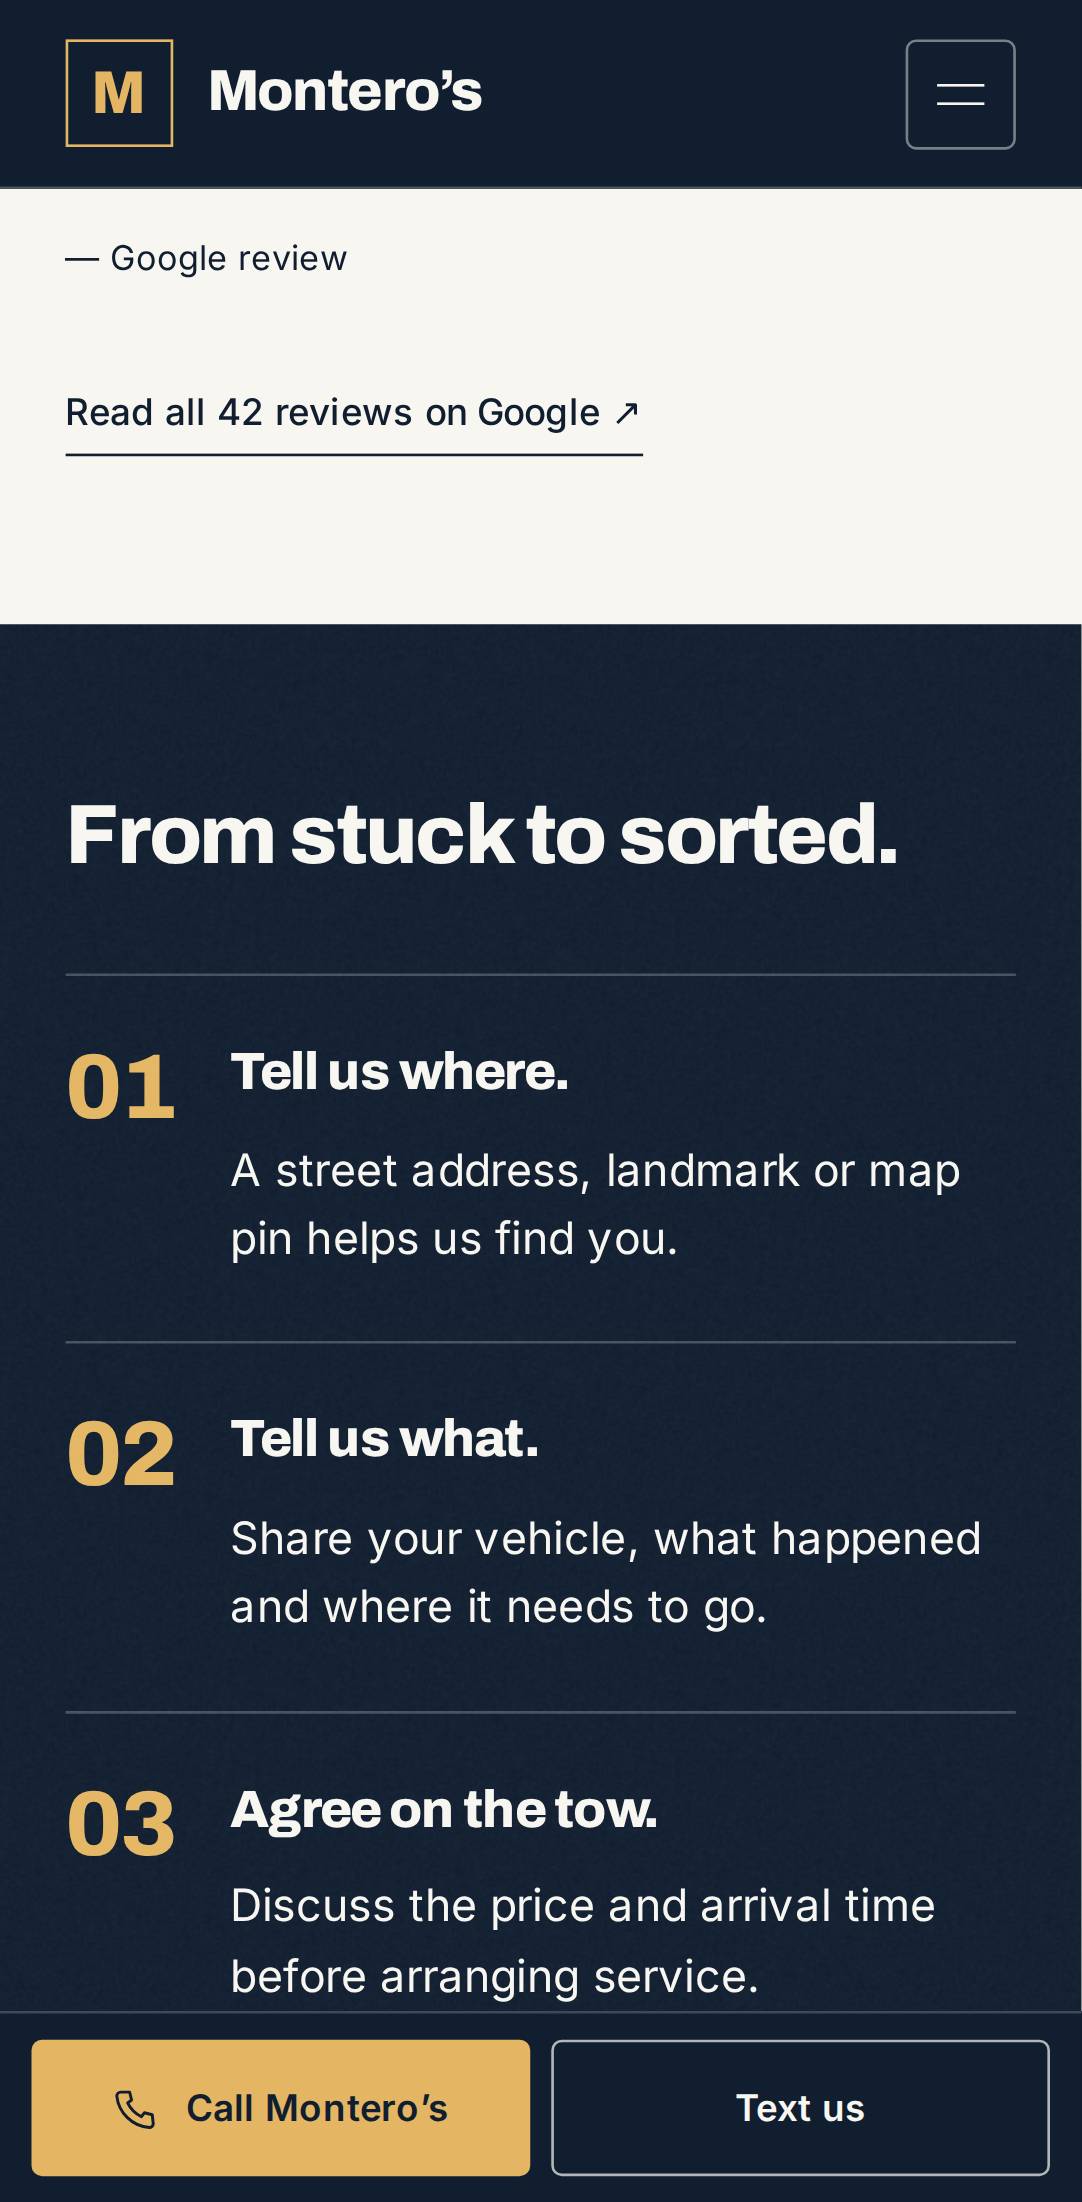 M
Montero’s
— Google review
Read all 42 reviews on Google ↗
From stuck to sorted.
01
Tell us where.
A street address, landmark or map
pin helps us find you.
02
Tell us what.
Share your vehicle, what happened
and where it needs to go.
03
Agree on the tow.
Discuss the price and arrival time
before arranging service.
Call Montero’s
Text us